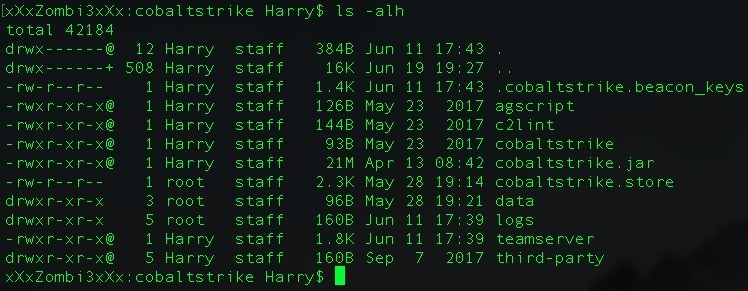 [xXxZombi3xXx:cobaltstrike Harry$ ls -alh
total 42184
drwx------@  12 Harry  staff   384B Jun 11 17:43 .
drwx------+ 508 Harry  staff    16K Jun 19 19:27 ..
-rw-r--r--    1 Harry  staff   1.4K Jun 11 17:43 .cobaltstrike.beacon_keys
-rwxr-xr-x@   1 Harry  staff   126B May 23  2017 agscript
-rwxr-xr-x@   1 Harry  staff   144B May 23  2017 c2lint
-rwxr-xr-x@   1 Harry  staff    93B May 23  2017 cobaltstrike
-rwxr-xr-x@   1 Harry  staff    21M Apr 13 08:42 cobaltstrike.jar
-rw-r--r--    1 root   staff   2.3K May 28 19:14 cobaltstrike.store
drwxr-xr-x    3 root   staff    96B May 28 19:21 data
drwxr-xr-x    5 root   staff   160B Jun 11 17:39 logs
-rwxr-xr-x@   1 Harry  staff   1.8K Jun 11 17:39 teamserver
drwxr-xr-x@   5 Harry  staff   160B Sep  7  2017 third-party
xXxZombi3xXx:cobaltstrike Harry$